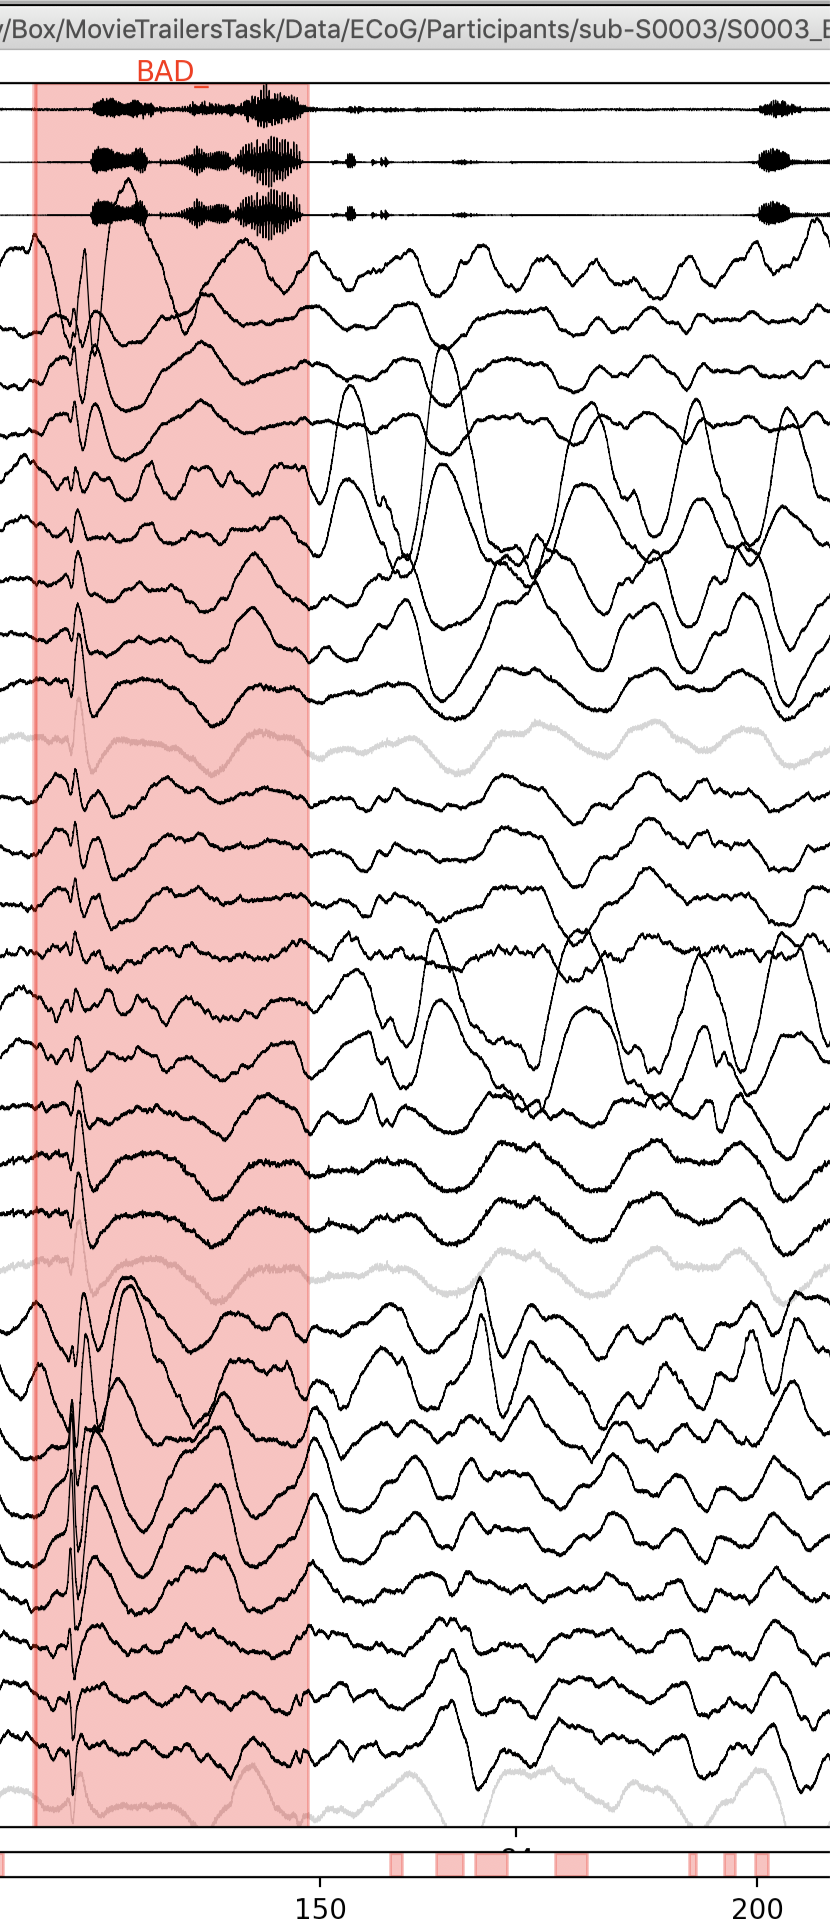 /Box/MovieTrailersTask/Data/ECoG/Participants/sub-S0003/S0003_
BAD_
150
200